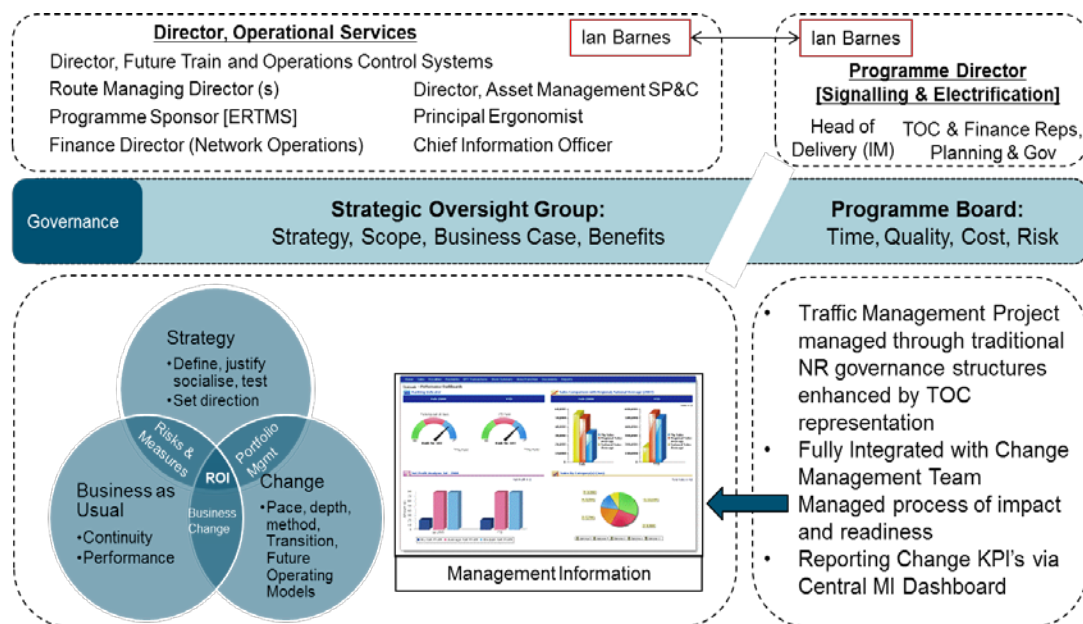 Director, Operational Services
Ian Barnes
Director, Future Train and Operations Control Systems
Route Managing Director (s)
Director, Asset Management SP&C
Programme Sponsor [ERTMS]
Principal Ergonomist
Finance Director (Network Operations)
Chief Information Officer
Ian Barnes
Programme Director
[Signalling & Electrification]
Head of
Delivery (IM)
TOC & Finance Reps,
Planning & Gov
Governance
Strategic Oversight Group:
Strategy, Scope, Business Case, Benefits
Programme Board:
Time, Quality, Cost, Risk
Strategy
•Define, justify
socialise, test
•Set direction
Risks &
Measures
Portfolio
Mgmt
ROI
Business as
Usual
•Continuity
•Performance
Business
Change
Change
•Pace, depth,
method,
Transition,
Future
Operating
Models
Management Information
• Traffic Management Project
managed through traditional
NR governance structures
enhanced by TOC
representation
• Fully Integrated with Change
Management Team
• Managed process of impact
and readiness
• Reporting Change KPI's via
Central MI Dashboard